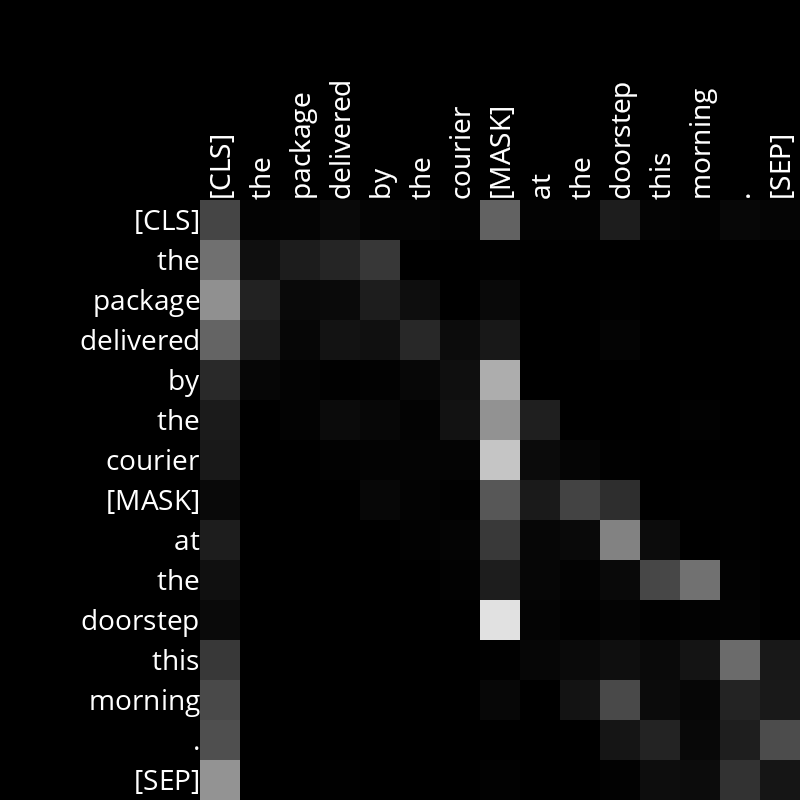 [CLS] the package delivered by the courier [MASK] at the doorstep this morning . [SEP]
[CLS]
the
package
delivered
by
the
courier
[MASK]
at
the
doorstep
this
morning
.
[SEP]